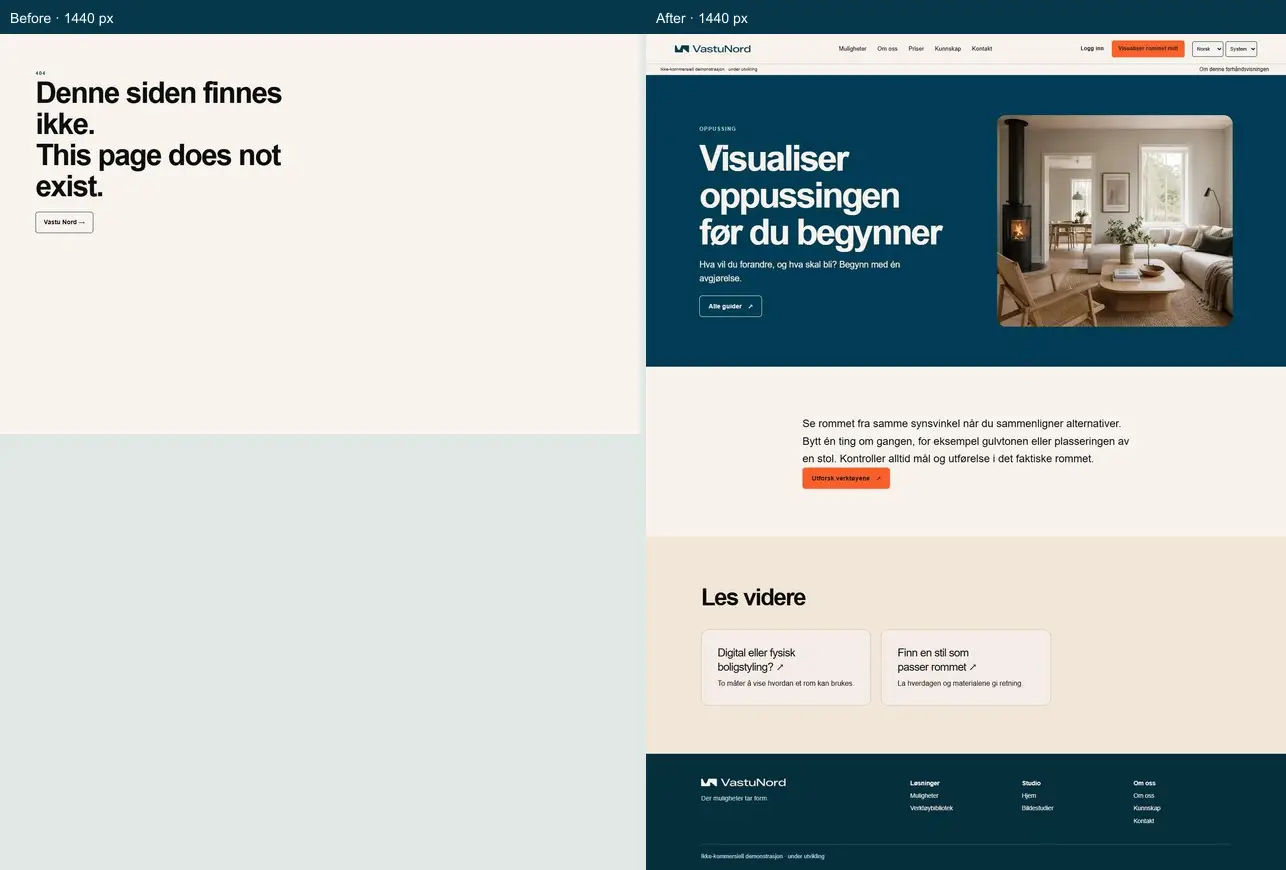 Before · 1440 px
404
Denne siden finnes
ikke.
This page does not
exist.
Vastu Nord →
After · 1440 px
VastuNord
Muligheter Om oss Priser Kunnskap Kontakt
Logg inn
Visualiser rommet mitt
Norsk
System
Ikke-kommersiell demonstrasjon · under utvikling
Om denne forhåndsvisningen
OPPUSSING
Visualiser
oppussingen
før du begynner
Hva vil du forandre, og hva skal bli? Begynn med én
avgjørelse.
Alle guider ↗
Se rommet fra samme synsvinkel når du sammenligner alternativer.
Bytt én ting om gangen, for eksempel gulvtonen eller plasseringen av
en stol. Kontroller alltid mål og utførelse i det faktiske rommet.
Utforsk verktøyene ↗
Les videre
Digital eller fysisk
boligstyling? ↗
To måter å vise hvordan et rom kan brukes.
Finn en stil som
passer rommet ↗
La hverdagen og materialene gi retning.
VastuNord
Der muligheter tar form
Løsninger
Muligheter
Verktøybibliotek
Studio
Hjem
Bildestudier
Om oss
Om oss
Kunnskap
Kontakt
Ikke-kommersiell demonstrasjon · under utvikling